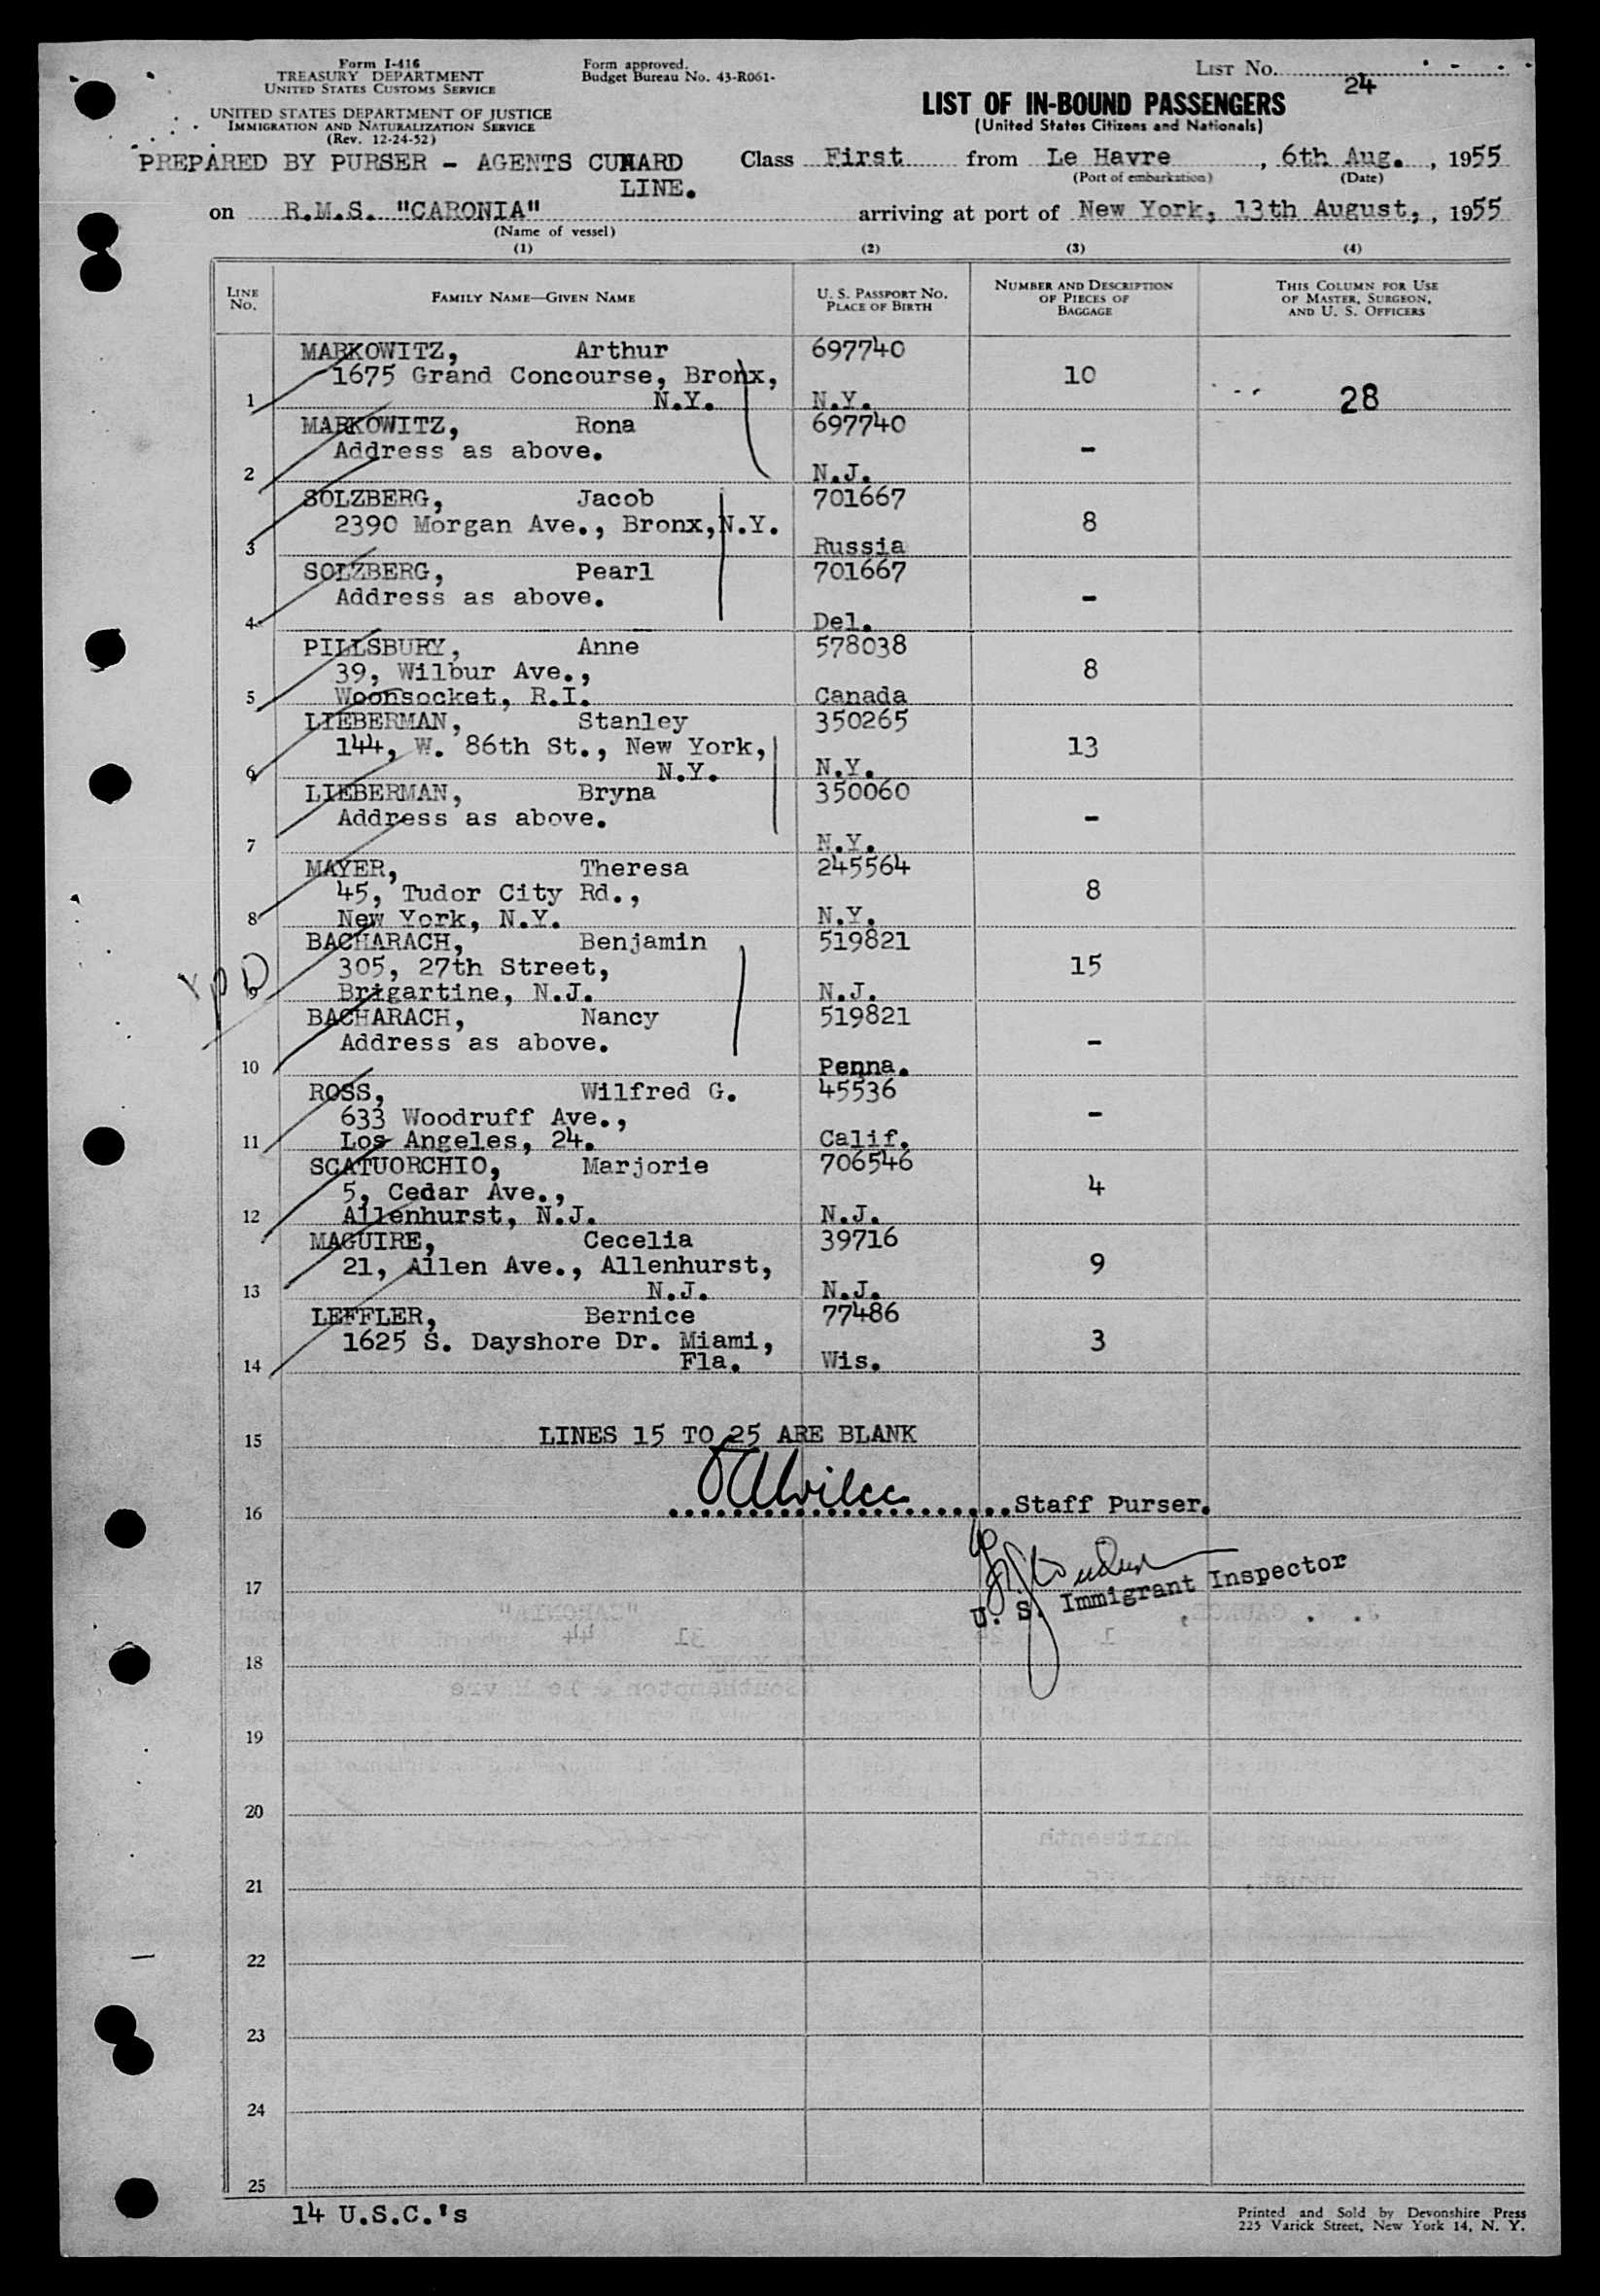 Form I-416
TREASURY DEPARTMENT
UNITED STATES CUSTOMS SERVICE
UNITED STATES DEPARTMENT OF JUSTICE
IMMIGRATION AND NATURALIZATION SERVICE
(Rev. 12-24-52)
Form approved.
Budget Bureau No. 43-R061-
LIST No.
24
LIST OF IN-BOUND PASSENGERS
(United States Citizens and Nationals)
PREPARED BY PURSER - AGENTS CUNARD
LINE.
Class First from Le Havre, 6th Aug., 1955
(Port of embarkation) (Date)
on R.M.S. "CARONIA" arriving at port of New York, 13th August,, 1955
(Name of vessel)
(1) (2) (3) (4)
LINE No. FAMILY NAME—GIVEN NAME U. S. PASSPORT NO. PLACE OF BIRTH NUMBER AND DESCRIPTION OF PIECES OF BAGGAGE THIS COLUMN FOR USE OF MASTER, SURGEON, AND U. S. OFFICERS
MARKOWITZ, Arthur 697740
1675 Grand Concourse, Bronx, 10
1 N.Y. N.Y. 28
MARKOWITZ, Rona 697740
Address as above. -
2 N.J.
SOLZBERG, Jacob 701667
2390 Morgan Ave., Bronx, N.Y. 8
3 Russia
SOLZBERG, Pearl 701667
Address as above. -
4 Del.
PILLSBURY, Anne 578038
39, Wilbur Ave., 8
5 Woonsocket, R.I. Canada
LIEBERMAN, Stanley 350265
144, W. 86th St., New York, 13
6 N.Y. N.Y.
LIEBERMAN, Bryna 350060
Address as above. -
7 N.Y.
MAYER, Theresa 245564
45, Tudor City Rd., 8
8 New York, N.Y. N.Y.
BACHARACH, Benjamin 519821
305, 27th Street, 15
9 Brigartine, N.J. N.J.
BACHARACH, Nancy 519821
Address as above. -
10 Penna.
ROSS, Wilfred G. 45536
633 Woodruff Ave., -
11 Los Angeles, 24. Calif.
SCATUORCHIO, Marjorie 706546
5, Cedar Ave., 4
12 Allenhurst, N.J. N.J.
MAGUIRE, Cecelia 39716
21, Allen Ave., Allenhurst, 9
13 N.J. N.J.
LEFFLER, Bernice 77486
1625 S. Dayshore Dr. Miami, 3
14 Fla. Wis.
15 LINES 15 TO 25 ARE BLANK
16 Staff Purser.
17 U. S. Immigrant Inspector
18
19
20
21
22
23
24
25
14 U.S.C.'s
Printed and Sold by Devonshire Press
225 Varick Street, New York 14, N. Y.